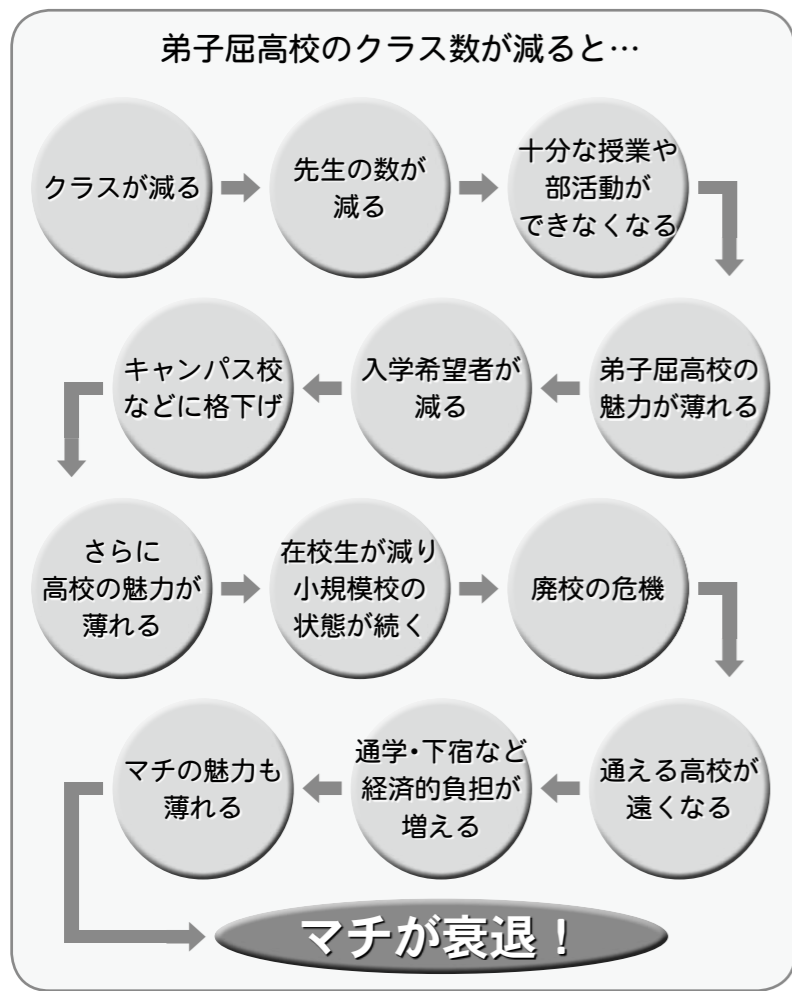 弟子屈高校のクラス数が減ると…
クラスが減る
先生の数が
減る
十分な授業や
部活動が
できなくなる
弟子屈高校の
魅力が薄れる
入学希望者が
減る
キャンパス校
などに格下げ
さらに
高校の魅力が
薄れる
在校生が減り
小規模校の
状態が続く
廃校の危機
通える高校が
遠くなる
通学・下宿など
経済的負担が
増える
マチの魅力も
薄れる
マチが衰退！